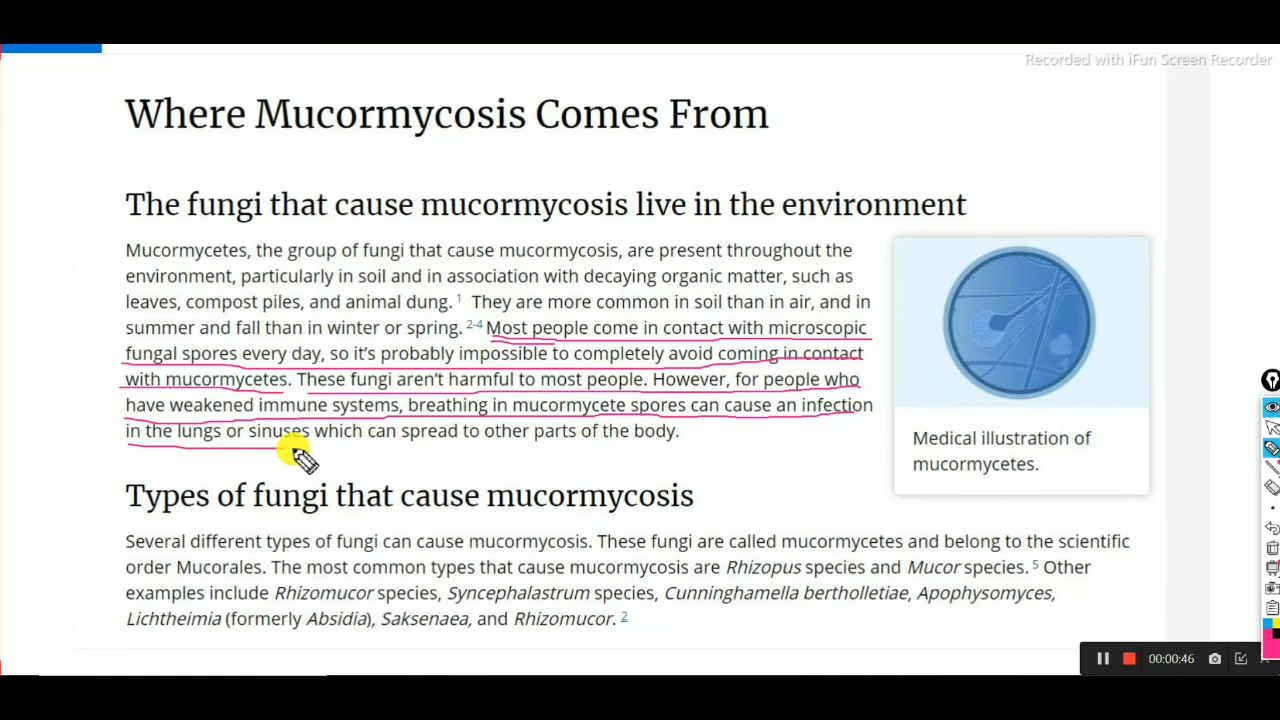 Recorded with iFun Screen Recorder
Where Mucormycosis Comes From
The fungi that cause mucormycosis live in the environment
Mucormycetes, the group of fungi that cause mucormycosis, are present throughout the
environment, particularly in soil and in association with decaying organic matter, such as
leaves, compost piles, and animal dung. 1 They are more common in soil than in air, and in
summer and fall than in winter or spring. 2-4 Most people come in contact with microscopic
fungal spores every day, so it's probably impossible to completely avoid coming in contact
with mucormycetes. These fungi aren't harmful to most people. However, for people who
have weakened immune systems, breathing in mucormycete spores can cause an infection
in the lungs or sinuses which can spread to other parts of the body.
Medical illustration of
mucormycetes.
Types of fungi that cause mucormycosis
Several different types of fungi can cause mucormycosis. These fungi are called mucormycetes and belong to the scientific
order Mucorales. The most common types that cause mucormycosis are Rhizopus species and Mucor species. 5 Other
examples include Rhizomucor species, Syncephalastrum species, Cunninghamella bertholletiae, Apophysomyces,
Lichtheimia (formerly Absidia), Saksenaea, and Rhizomucor. 2
00:00:46